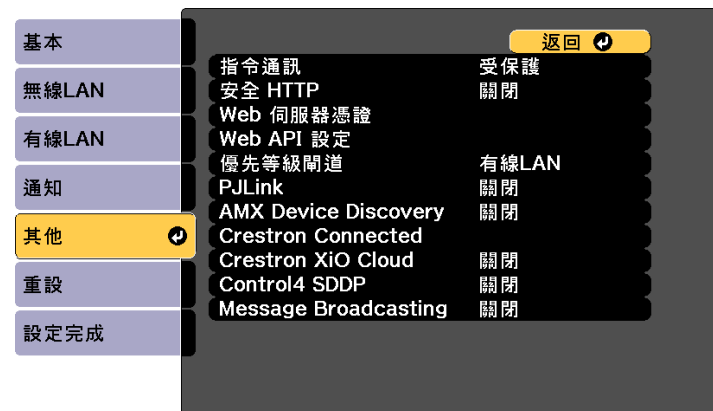 基本
無線LAN
有線LAN
通知
其他
重設
設定完成
返回
指令通訊 受保護
安全 HTTP 關閉
Web 伺服器憑證
Web API 設定
優先等級閘道 有線LAN
PJLink 關閉
AMX Device Discovery 關閉
Crestron Connected
Crestron XiO Cloud 關閉
Control4 SDDP 關閉
Message Broadcasting 關閉